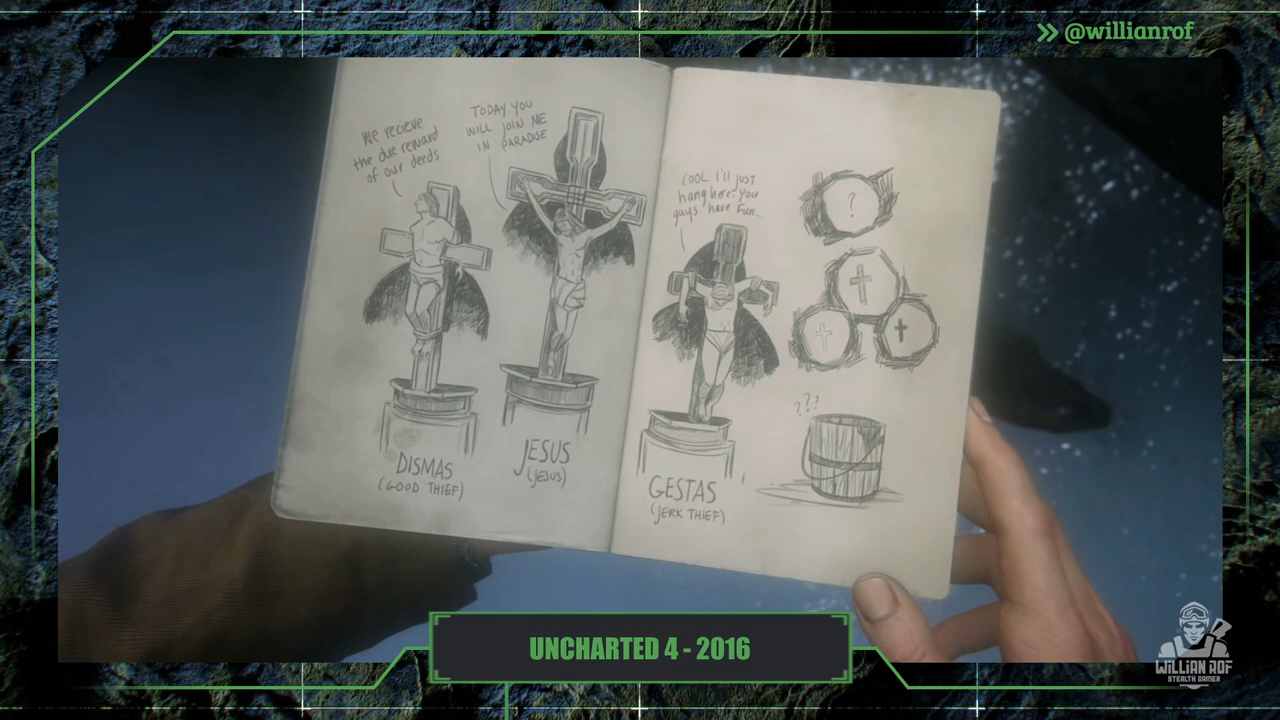 @willianrof
We recieve
the due reward
of our deeds
TODAY YOU
WILL JOIN ME
IN PARADISE
COOL. I'll just
hang here. You
guys have fun..
?
???
DISMAS
(GOOD THIEF)
JESUS
(JESUS)
GESTAS
(JERK THIEF)
UNCHARTED 4 - 2016
WILLIAN ROF
STEALTH GAMER